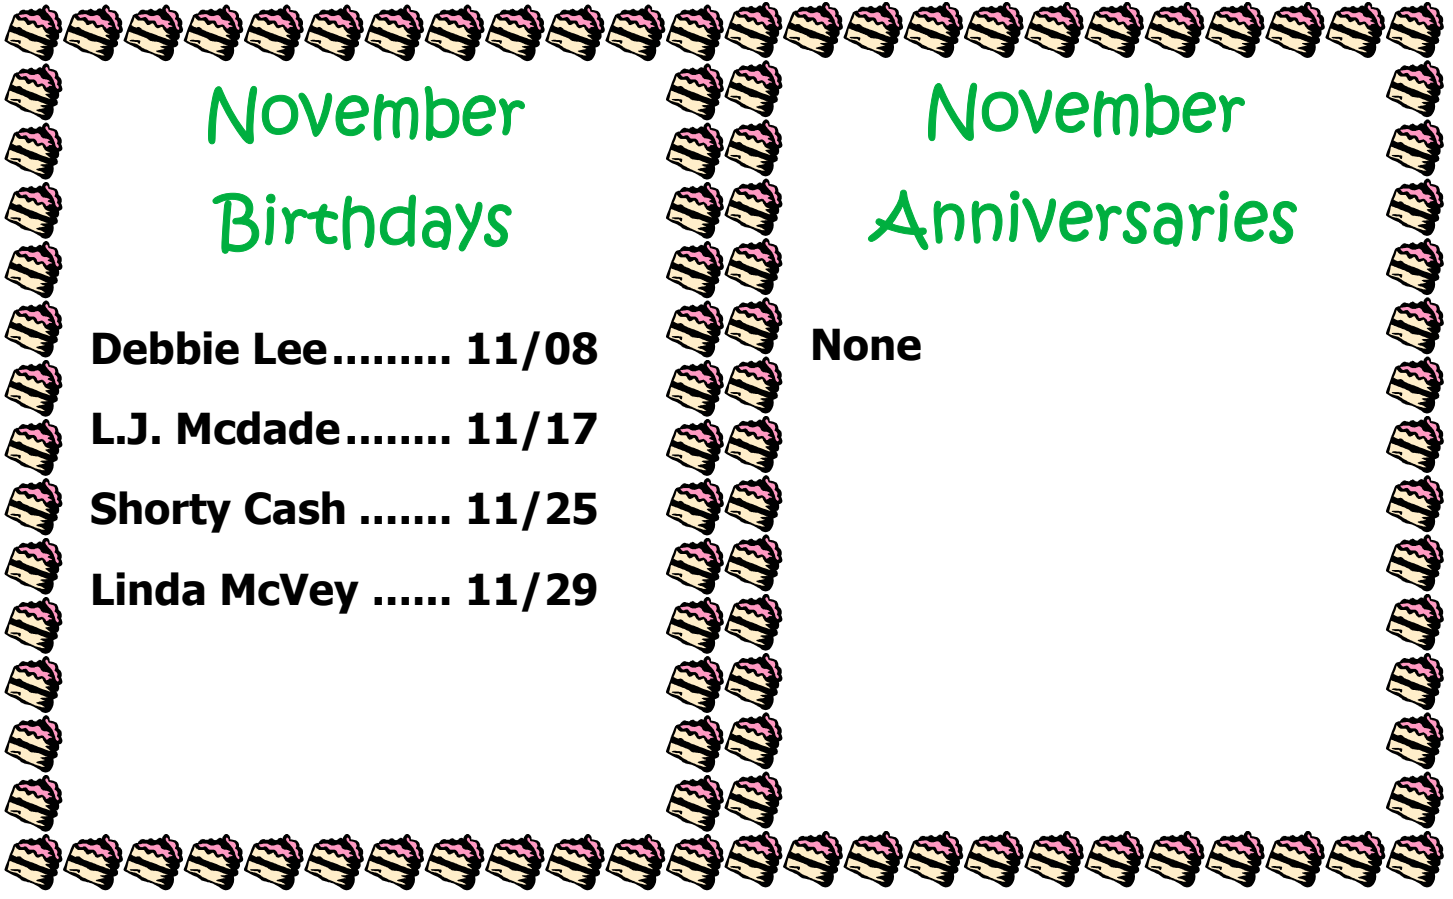 November
Birthdays
Debbie Lee......... 11/08
L.J. Mcdade........ 11/17
Shorty Cash ....... 11/25
Linda McVey ...... 11/29
November
Anniversaries
None